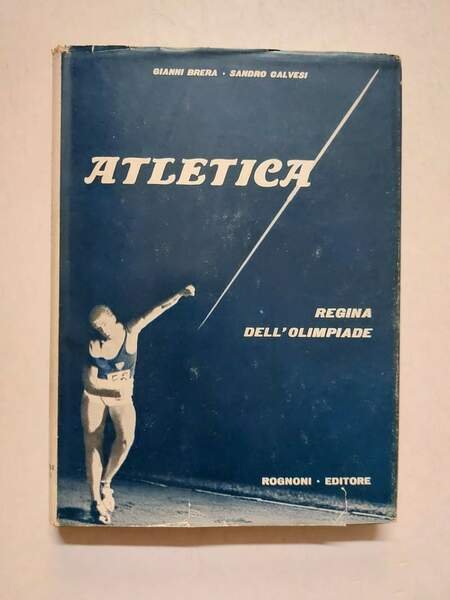 GIANNI BRERA · SANDRO CALVESI
ATLETICA
REGINA
DELL'OLIMPIADE
ROGNONI · EDITORE